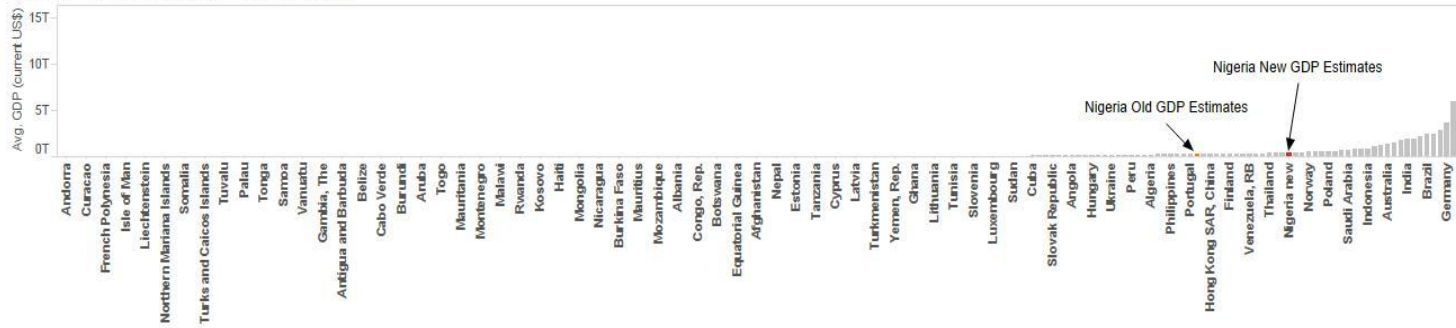 Avg. GDP (current US$)
15T
10T
5T
0T
Nigeria New GDP Estimates
Nigeria Old GDP Estimates
Andorra
Curacao
French Polynesia
Isle of Man
Liechtenstein
Northern Mariana Islands
Somalia
Turks and Caicos Islands
Tuvalu
Palau
Tonga
Samoa
Vanuatu
Gambia, The
Antigua and Barbuda
Belize
Cabo Verde
Burundi
Aruba
Togo
Mauritania
Montenegro
Malawi
Rwanda
Kosovo
Haiti
Mongolia
Nicaragua
Burkina Faso
Mauritius
Mozambique
Albania
Congo, Rep.
Botswana
Equatorial Guinea
Afghanistan
Nepal
Estonia
Tanzania
Cyprus
Latvia
Turkmenistan
Yemen, Rep.
Ghana
Lithuania
Tunisia
Slovenia
Luxembourg
Sudan
Cuba
Slovak Republic
Angola
Hungary
Ukraine
Peru
Algeria
Philippines
Portugal
Hong Kong SAR, China
Finland
Venezuela, RB
Thailand
Nigeria new
Norway
Poland
Saudi Arabia
Indonesia
Australia
India
Brazil
Germany